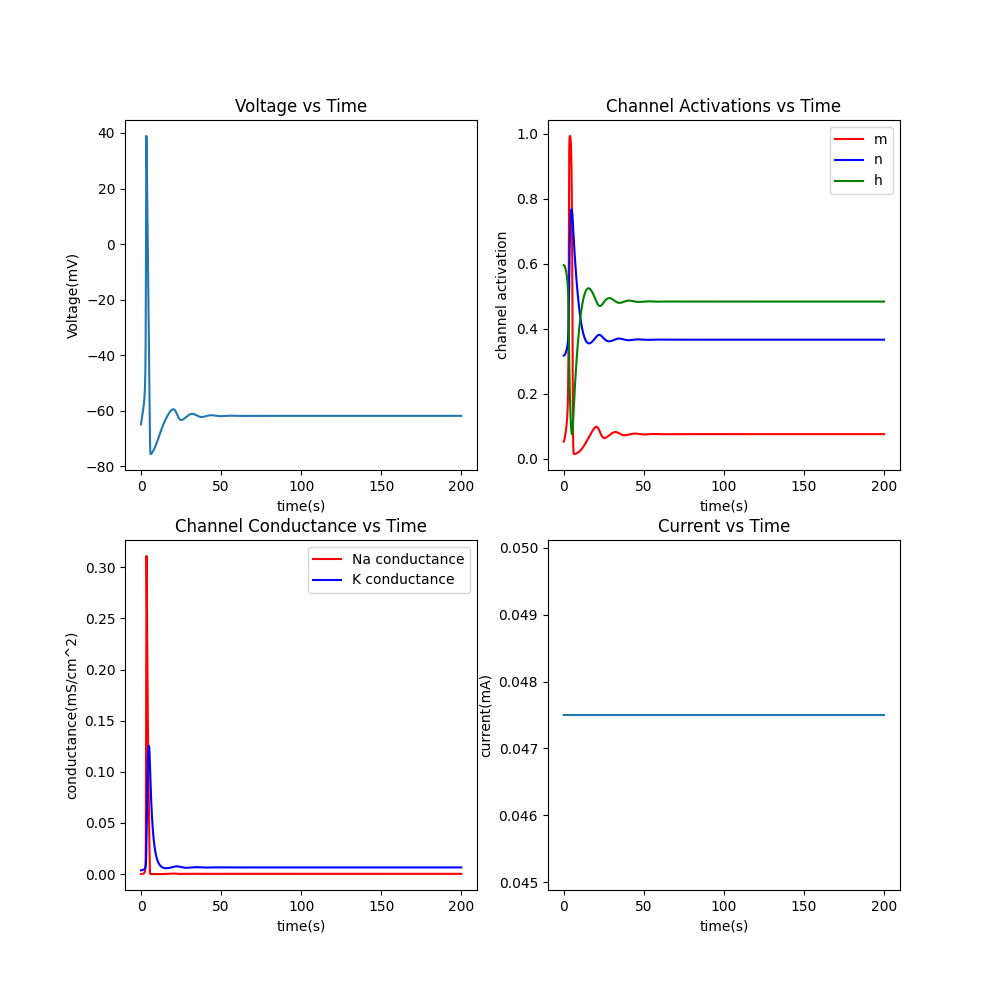 Voltage vs Time
40
20
0
−20
−40
−60
−80
Voltage(mV)
0 50 100 150 200
time(s)
Channel Activations vs Time
1.0
0.8
0.6
0.4
0.2
0.0
channel activation
m
n
h
0 50 100 150 200
time(s)
Channel Conductance vs Time
0.30
0.25
0.20
0.15
0.10
0.05
0.00
conductance(mS/cm^2)
Na conductance
K conductance
0 50 100 150 200
time(s)
Current vs Time
0.050
0.049
0.048
0.047
0.046
0.045
current(mA)
0 50 100 150 200
time(s)